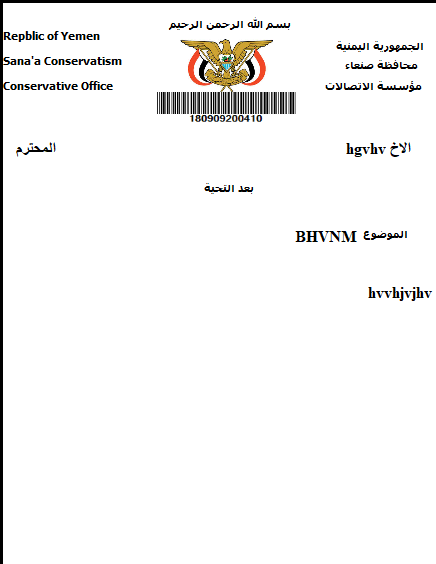 بسم الله الرحمن الرحيم
Repplic of Yemen
الجمهورية اليمنية
Sana'a Conservatism
محافظة صنعاء
Conservative Office
مؤسسة الاتصالات
180909200410
الاخ hgvhv
المحترم
بعد التحية
الموضوع BHVNM
hvvhjvjhv